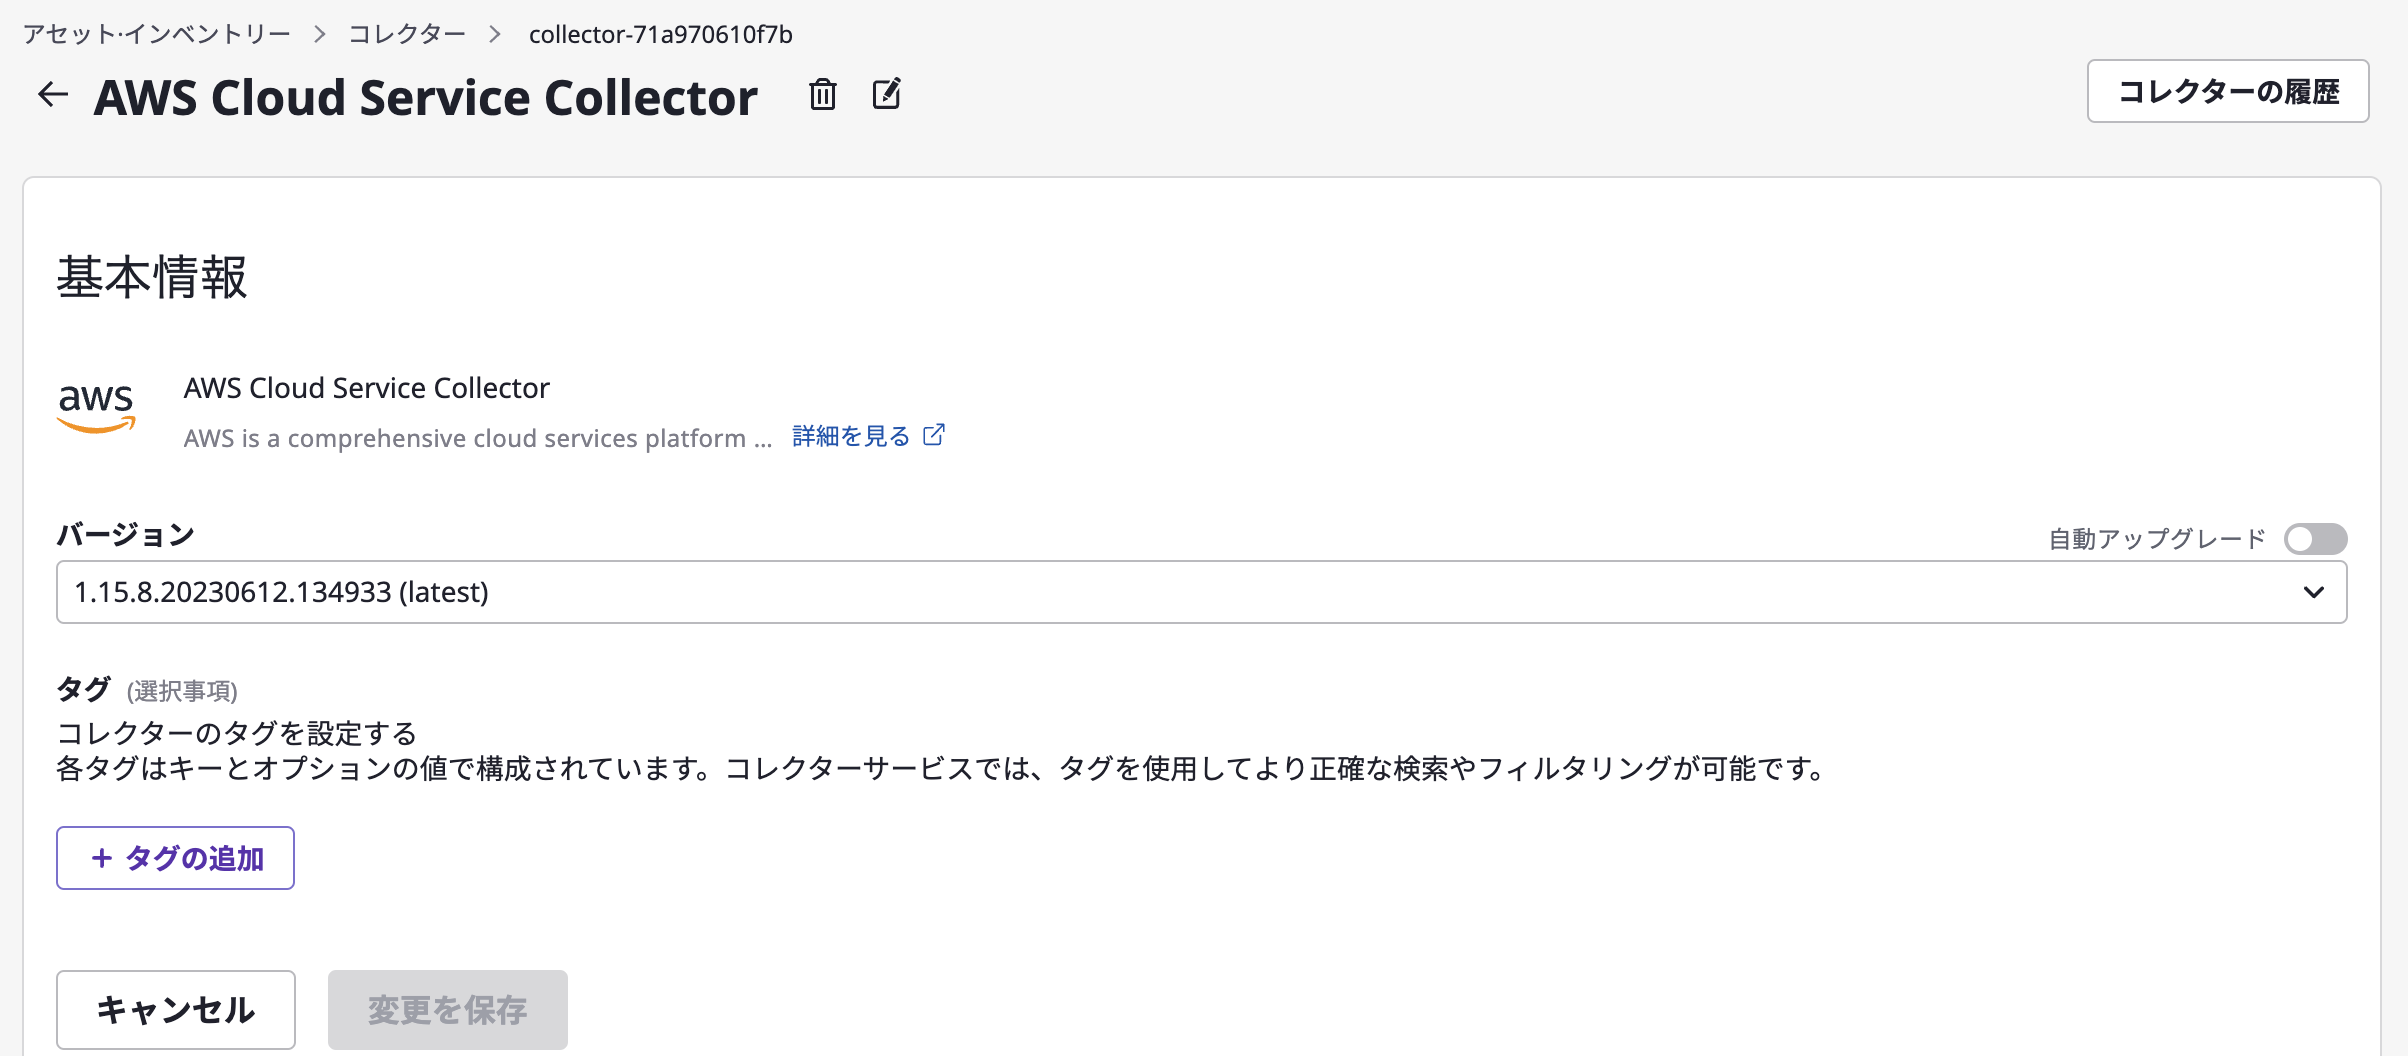 アセット·インベントリー > コレクター > collector-71a970610f7b
AWS Cloud Service Collector
コレクターの履歴
基本情報
aws
AWS Cloud Service Collector
AWS is a comprehensive cloud services platform ... 詳細を見る
バージョン
自動アップグレード
1.15.8.20230612.134933 (latest)
タグ (選択事項)
コレクターのタグを設定する
各タグはキーとオプションの値で構成されています。コレクターサービスでは、タグを使用してより正確な検索やフィルタリングが可能です。
+ タグの追加
キャンセル
変更を保存